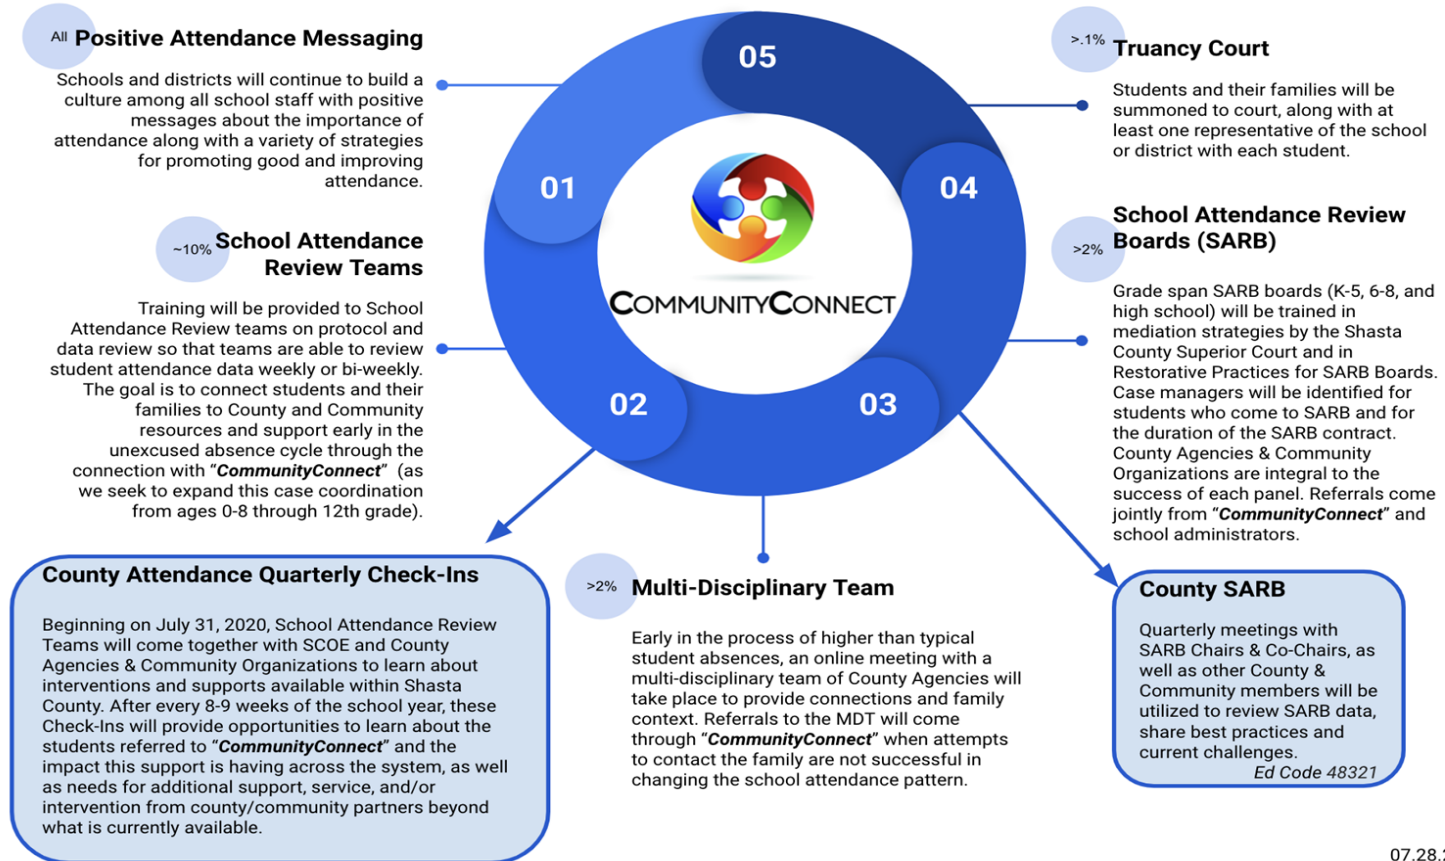 All
Positive Attendance Messaging
Schools and districts will continue to build a
culture among all school staff with positive
messages about the importance of
attendance along with a variety of strategies
for promoting good and improving
attendance.
01
~10%
School Attendance
Review Teams
Training will be provided to School
Attendance Review teams on protocol and
data review so that teams are able to review
student attendance data weekly or bi-weekly.
The goal is to connect students and their
families to County and Community
resources and support early in the
unexcused absence cycle through the
connection with “CommunityConnect” (as
we seek to expand this case coordination
from ages 0-8 through 12th grade).
02
County Attendance Quarterly Check-Ins
Beginning on July 31, 2020, School Attendance Review
Teams will come together with SCOE and County
Agencies & Community Organizations to learn about
interventions and supports available within Shasta
County. After every 8-9 weeks of the school year, these
Check-Ins will provide opportunities to learn about the
students referred to “CommunityConnect” and the
impact this support is having across the system, as well
as needs for additional support, service, and/or
intervention from county/community partners beyond
what is currently available.
COMMUNITYCONNECT
03
>2%
Multi-Disciplinary Team
Early in the process of higher than typical
student absences, an online meeting with a
multi-disciplinary team of County Agencies will
take place to provide connections and family
context. Referrals to the MDT will come
through “CommunityConnect” when attempts
to contact the family are not successful in
changing the school attendance pattern.
05
>.1%
Truancy Court
Students and their families will be
summoned to court, along with at
least one representative of the school
or district with each student.
04
>2%
School Attendance Review
Boards (SARB)
Grade span SARB boards (K-5, 6-8, and
high school) will be trained in
mediation strategies by the Shasta
County Superior Court and in
Restorative Practices for SARB Boards.
Case managers will be identified for
students who come to SARB and for
the duration of the SARB contract.
County Agencies & Community
Organizations are integral to the
success of each panel. Referrals come
jointly from “CommunityConnect” and
school administrators.
County SARB
Quarterly meetings with
SARB Chairs & Co-Chairs, as
well as other County &
Community members will be
utilized to review SARB data,
share best practices and
current challenges.
Ed Code 48321
07.28.